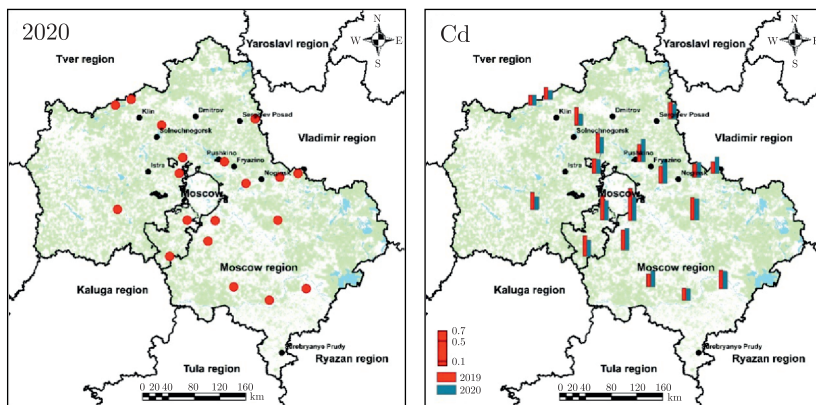 2020
N
W E
S
Yaroslavl region
Tver region
Klin
Dmitrov
Sergiev Posad
Solnechnogorsk
Vladimir region
Pushkino
Istra
Fryazino
Noginsk
Moscow
Moscow region
Kaluga region
Serebryanye Prudy
Tula region
Ryazan region
0 20 40 80 120 160
km
Cd
N
W E
S
Yaroslavl region
Tver region
Klin
Dmitrov
Sergiev Posad
Solnechnogorsk
Vladimir region
Pushkino
Istra
Fryazino
Noginsk
Moscow
Moscow region
Kaluga region
0.7
0.5
0.1
Serebryanye Prudy
Tula region
Ryazan region
2019
2020
0 20 40 80 120 160
km